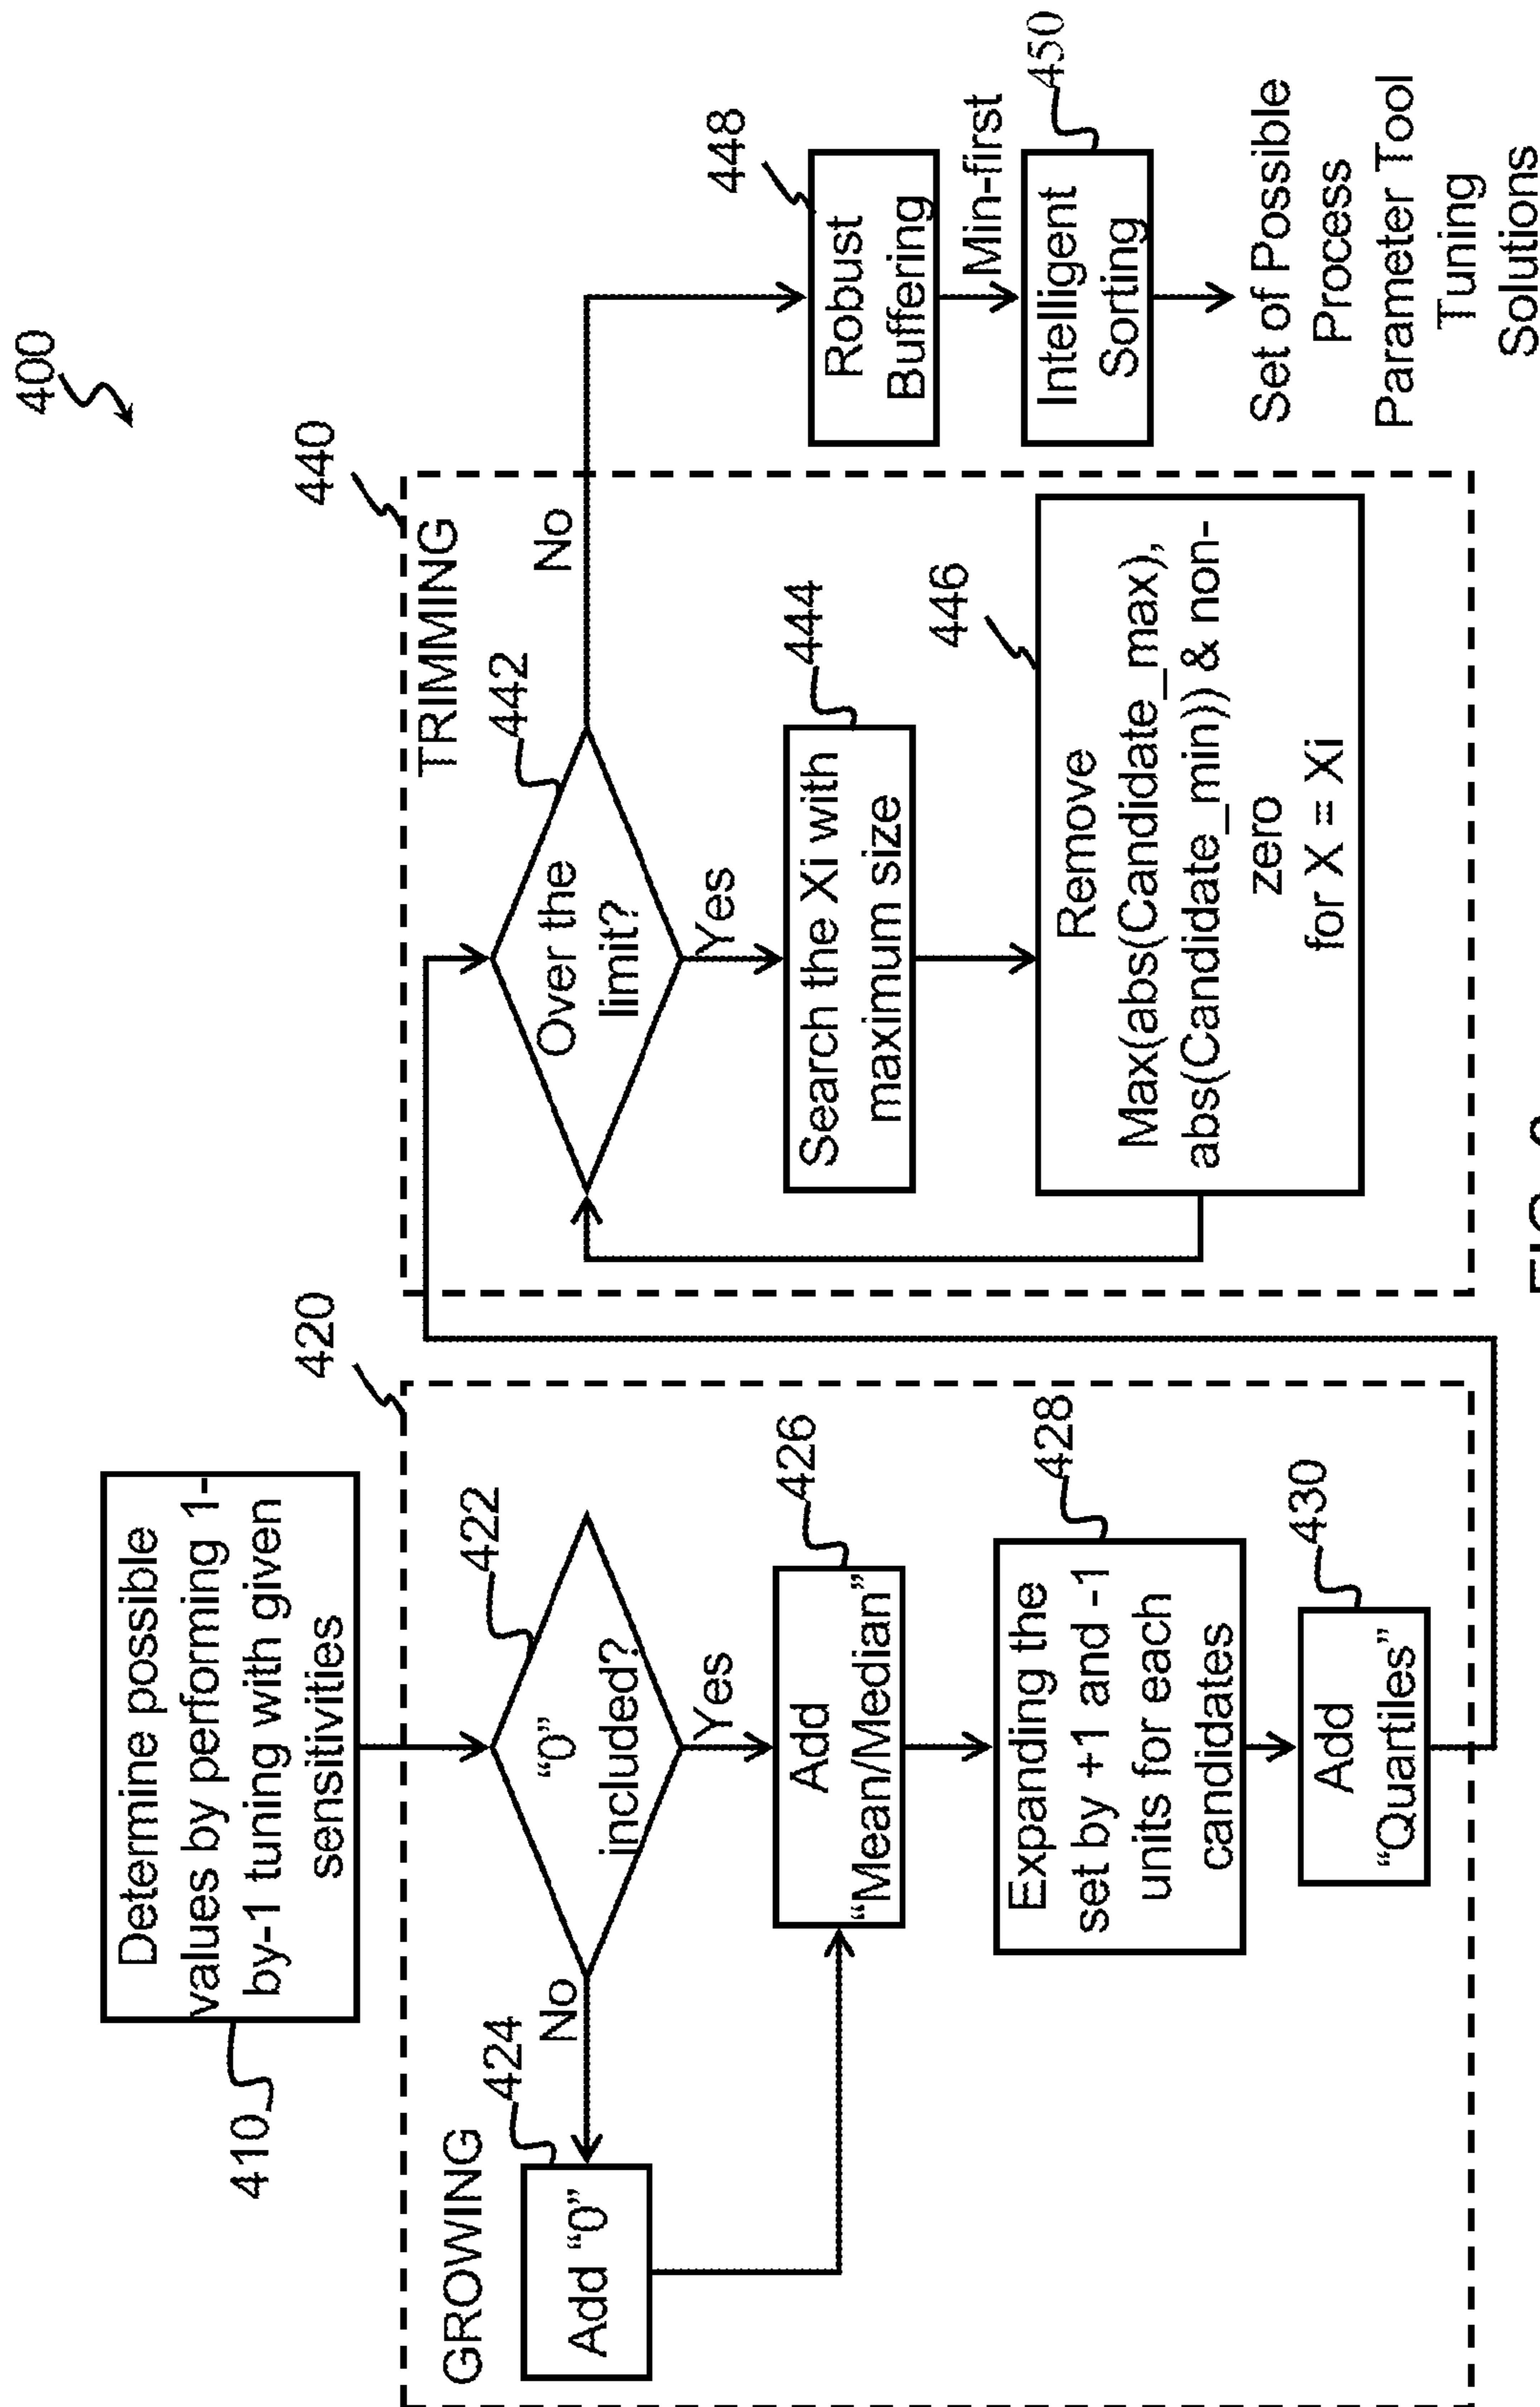 400
Determine possible
values by performing 1-
by-1 tuning with given
sensitivities
410
420
GROWING
422
“0”
included?
No
Yes
424
Add “0”
426
Add
“Mean/Median”
428
Expanding the
set by +1 and -1
units for each
candidates
430
Add
“Quartiles”
440
TRIMMING
442
Over the
limit?
No
Yes
444
Search the Xi with
maximum size
446
Remove
Max(abs(Candidate_max),
abs(Candidate_min)) & non-
zero
for X = Xi
448
Robust
Buffering
Min-first
450
Intelligent
Sorting
Set of Possible
Process
Parameter Tool
Tuning
Solutions